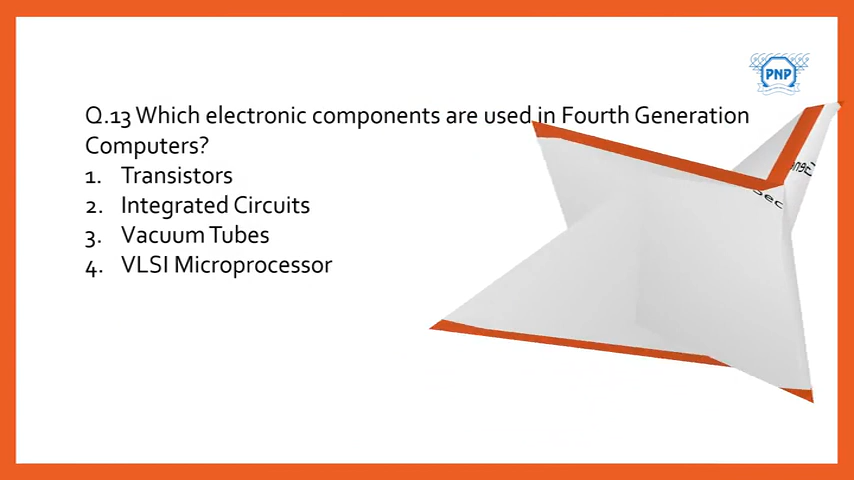 PNP
Q.13 Which electronic components are used in Fourth Generation
Computers?
1. Transistors
2. Integrated Circuits
3. Vacuum Tubes
4. VLSI Microprocessor